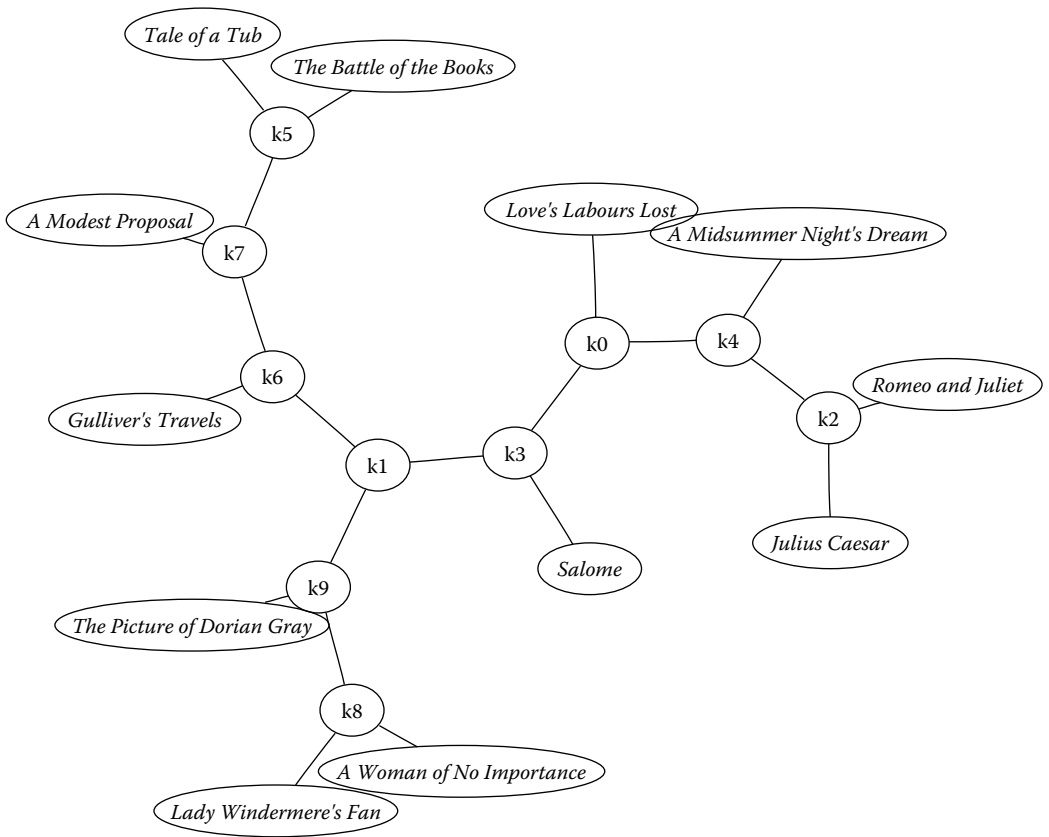 Tale of a Tub
The Battle of the Books
k5
A Modest Proposal
k7
Love's Labours Lost
A Midsummer Night's Dream
k0
k4
k6
Romeo and Juliet
Gulliver's Travels
k2
k1
k3
Julius Caesar
Salome
k9
The Picture of Dorian Gray
k8
A Woman of No Importance
Lady Windermere's Fan